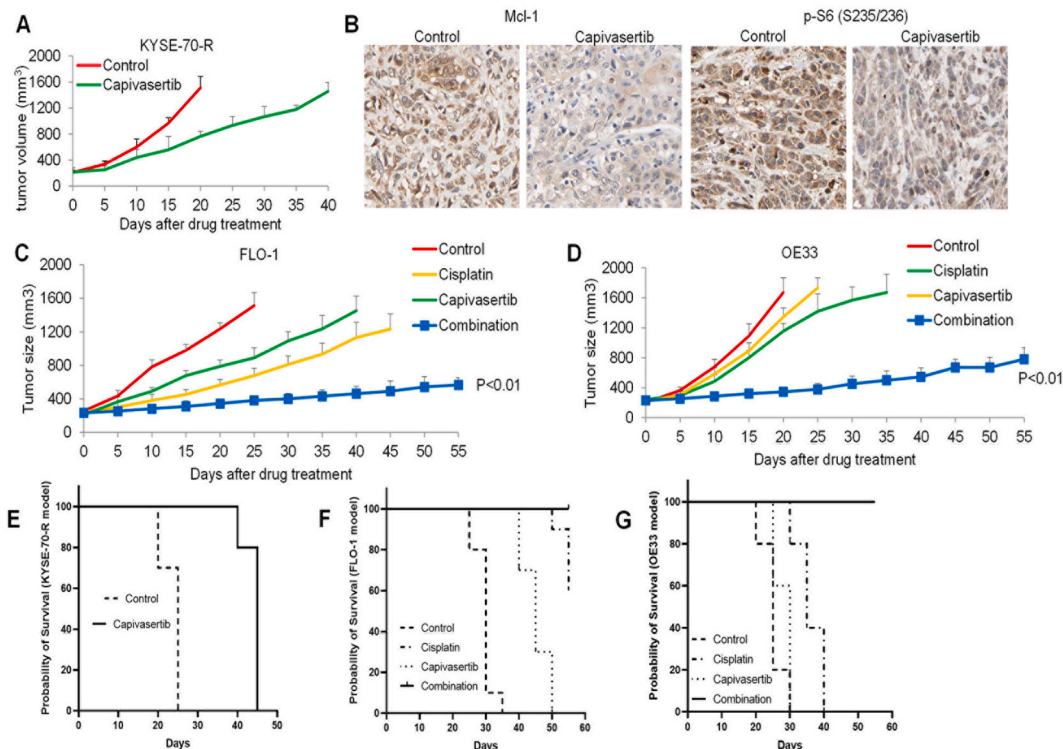 A
KYSE-70-R
tumor volume (mm³)
2000
1600
1200
800
400
0
Control
Capivasertib
0 5 10 15 20 25 30 35 40
Days after drug treatment
B
Mcl-1
p-S6 (S235/236)
Control
Capivasertib
Control
Capivasertib
C
FLO-1
Tumor size (mm3)
2000
1600
1200
800
400
0
Control
Cisplatin
Capivasertib
Combination
P<0.01
0 5 10 15 20 25 30 35 40 45 50 55
Days after drug treatment
D
OE33
Tumor size (mm3)
2000
1600
1200
800
400
0
Control
Cisplatin
Capivasertib
Combination
P<0.01
0 5 10 15 20 25 30 35 40 45 50 55
Days after drug treatment
E
Probability of Survival (KYSE-70-R model)
100
80
60
40
20
0
Control
Capivasertib
0 10 20 30 40 50
Days
F
Probability of Survival (FLO-1 model)
100
80
60
40
20
0
Control
Cisplatin
Capivasertib
Combination
0 20 40 60
Days
G
Probability of Survival (OE33 model)
100
80
60
40
20
0
Control
Cisplatin
Capivasertib
Combination
0 10 20 30 40 50 60
Days